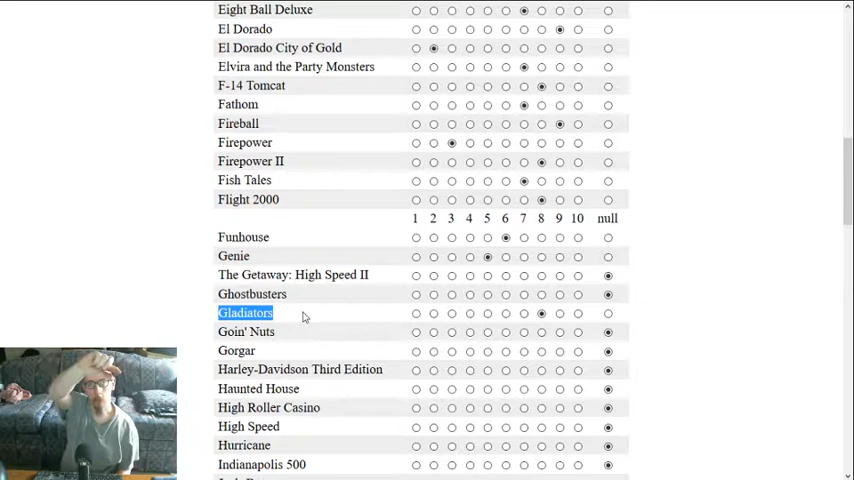 Eight Ball Deluxe
El Dorado
El Dorado City of Gold
Elvira and the Party Monsters
F-14 Tomcat
Fathom
Fireball
Firepower
Firepower II
Fish Tales
Flight 2000
1 2 3 4 5 6 7 8 9 10 null
Funhouse
Genie
The Getaway: High Speed II
Ghostbusters
Gladiators
Goin' Nuts
Gorgar
Harley-Davidson Third Edition
Haunted House
High Roller Casino
High Speed
Hurricane
Indianapolis 500